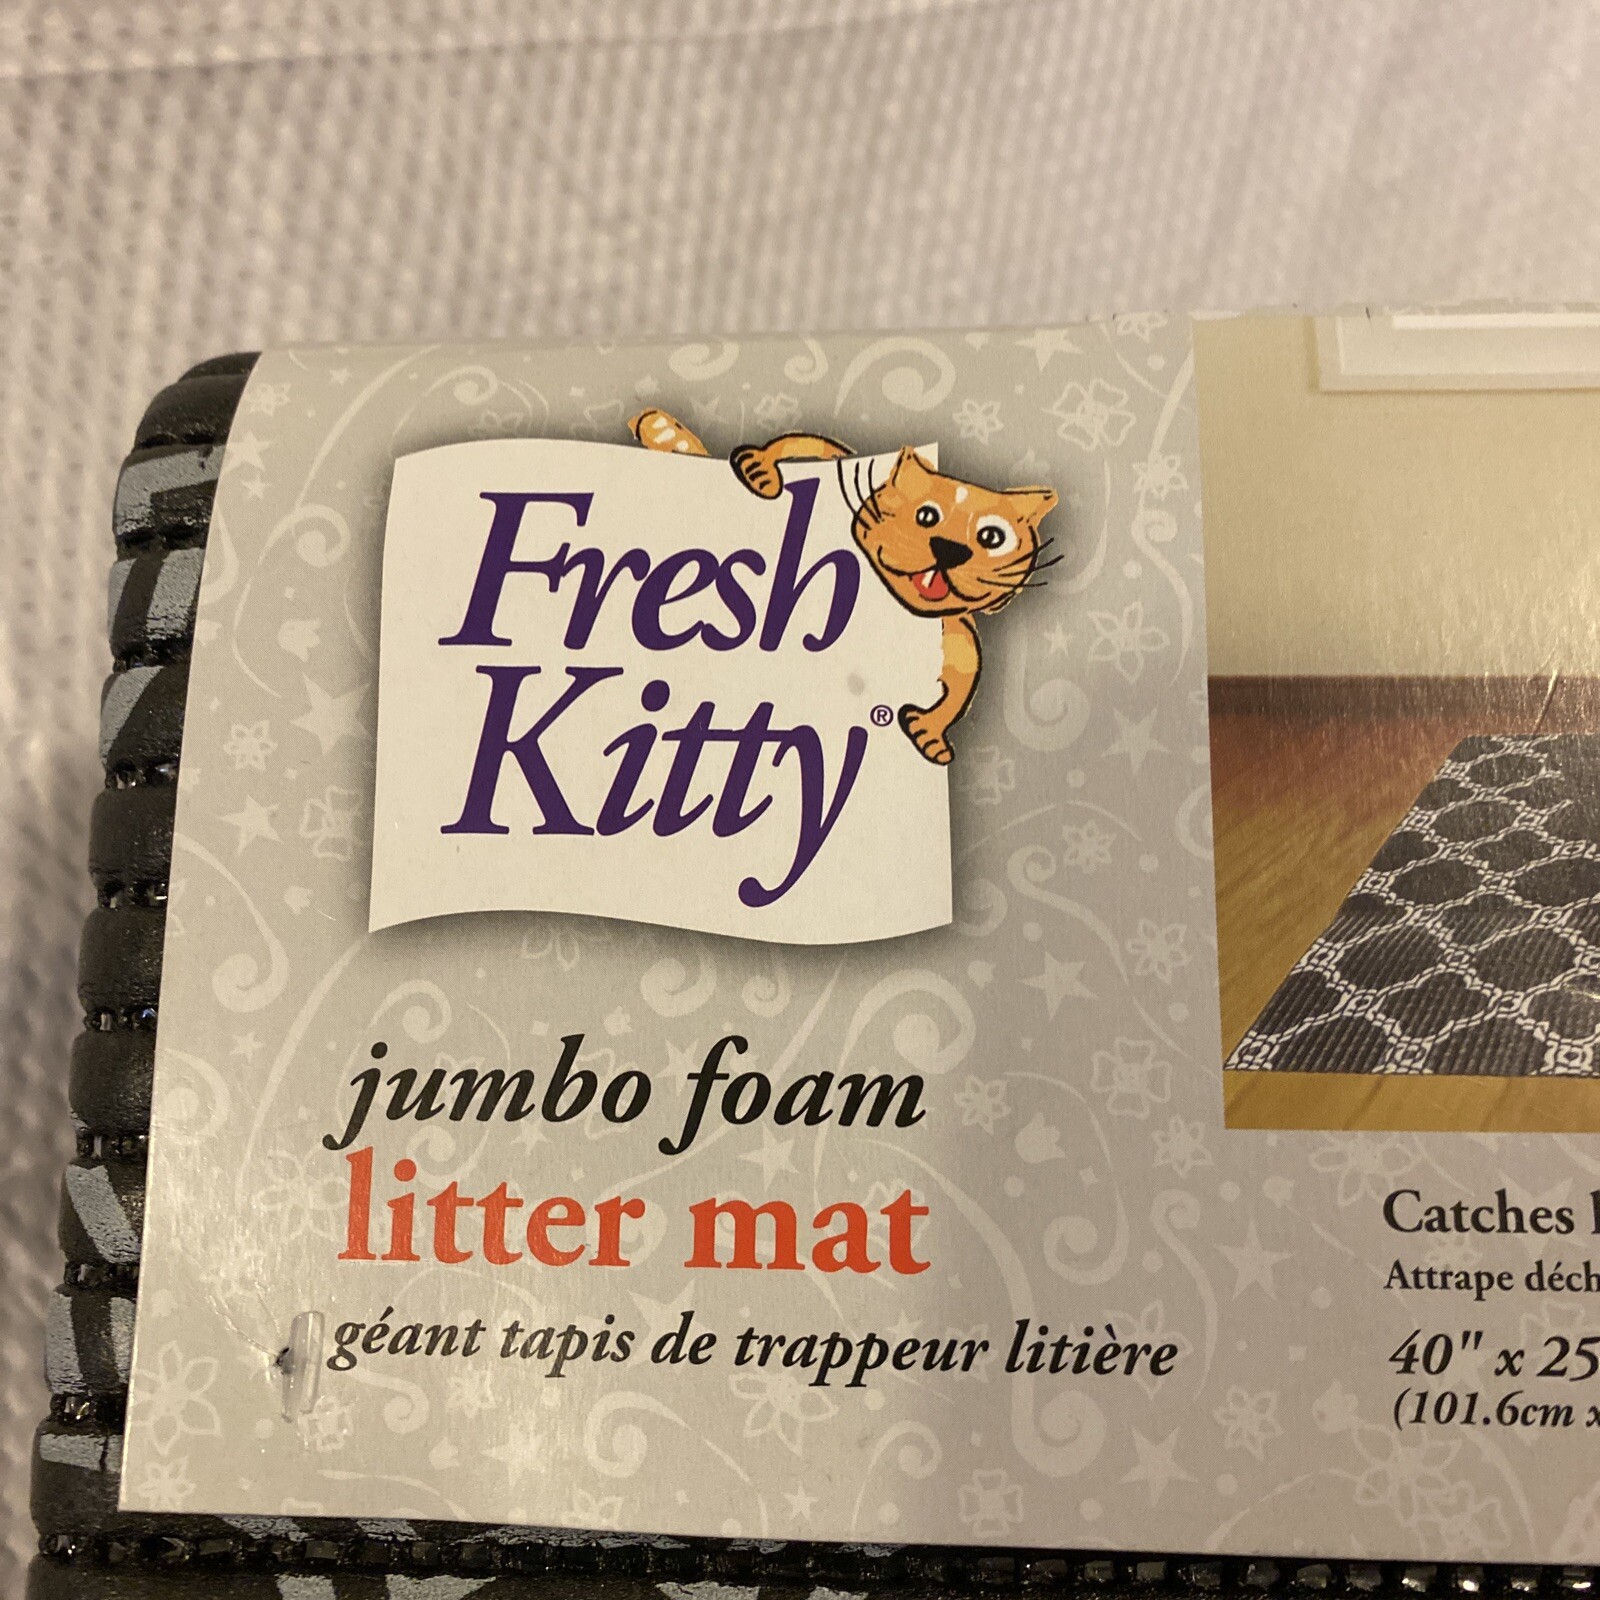 Fresh
Kitty®
jumbo foam
litter mat
géant tapis de trappeur litière
Catches
Attrape
40" x 25
(101.6cm x